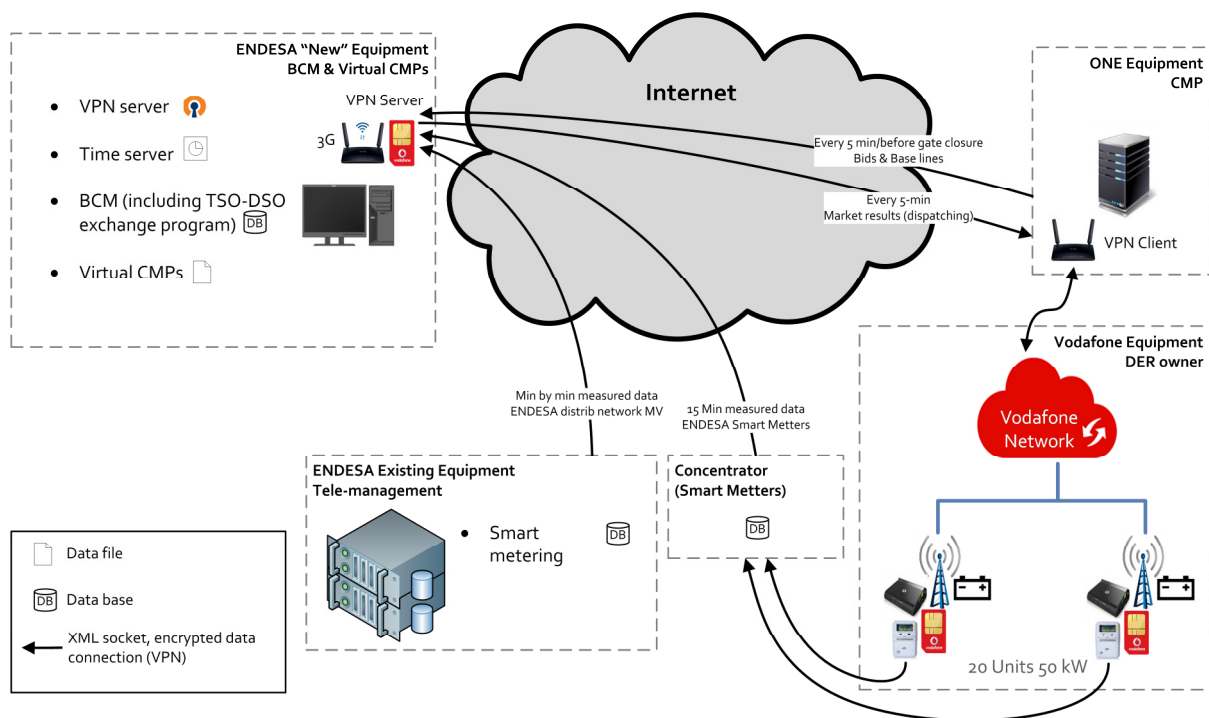 ENDESA “New” Equipment
BCM & Virtual CMPs
• VPN server
• Time server
• BCM (including TSO-DSO
exchange program) DB
• Virtual CMPs
VPN Server
3G
vodafone
Internet
Every 5 min/before gate closure
Bids & Base lines
Every 5-min
Market results (dispatching)
ONE Equipment
CMP
VPN Client
Vodafone Equipment
DER owner
Vodafone
Network
vodafone
vodafone
20 Units 50 kW
Min by min measured data
ENDESA distrib network MV
15 Min measured data
ENDESA Smart Metters
ENDESA Existing Equipment
Tele-management
• Smart
metering
DB
Concentrator
(Smart Metters)
DB
Data file
DB Data base
XML socket, encrypted data
connection (VPN)